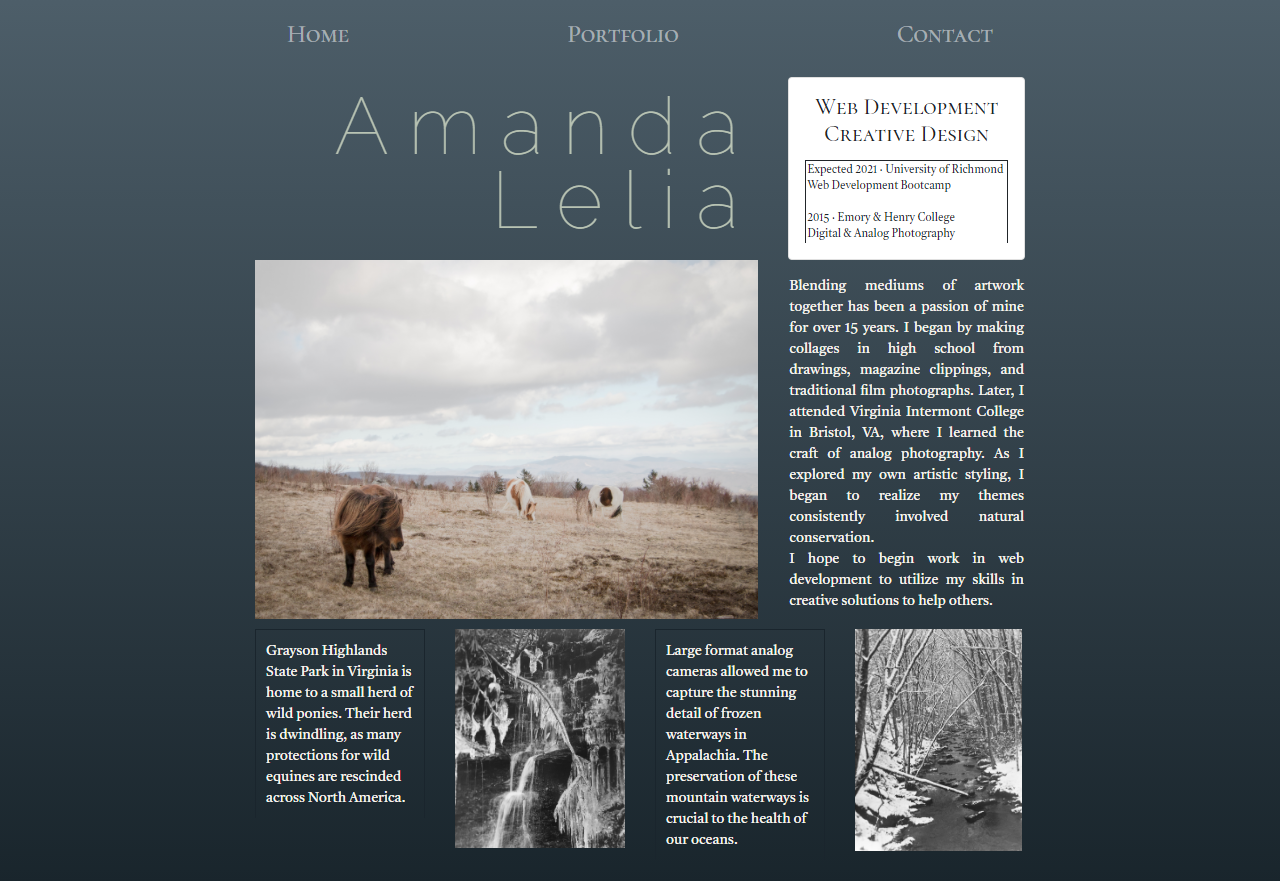 Home Portfolio Contact
Amanda
Lelia
Web Development
Creative Design
Expected 2021 · University of Richmond
Web Development Bootcamp
2015 · Emory & Henry College
Digital & Analog Photography
Blending mediums of artwork
together has been a passion of mine
for over 15 years. I began by making
collages in high school from
drawings, magazine clippings, and
traditional film photographs. Later, I
attended Virginia Intermont College
in Bristol, VA, where I learned the
craft of analog photography. As I
explored my own artistic styling, I
began to realize my themes
consistently involved natural
conservation.
I hope to begin work in web
development to utilize my skills in
creative solutions to help others.
Grayson Highlands
State Park in Virginia is
home to a small herd of
wild ponies. Their herd
is dwindling, as many
protections for wild
equines are rescinded
across North America.
Large format analog
cameras allowed me to
capture the stunning
detail of frozen
waterways in
Appalachia. The
preservation of these
mountain waterways is
crucial to the health of
our oceans.